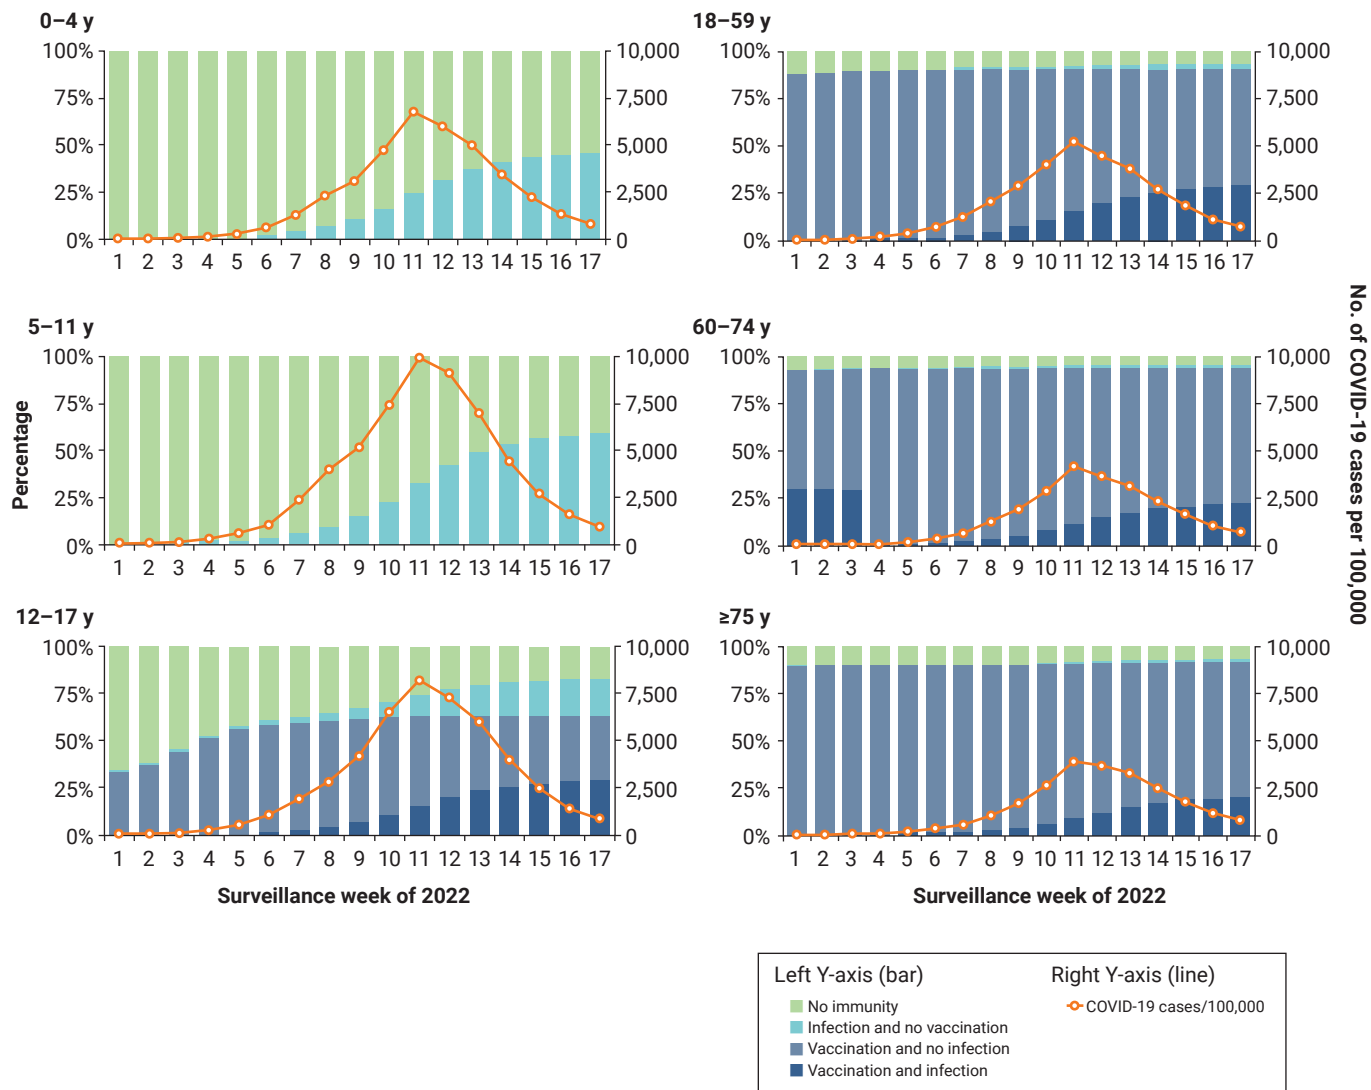 0–4 y
100%
75%
50%
25%
0%
10,000
7,500
5,000
2,500
0
1 2 3 4 5 6 7 8 9 10 11 12 13 14 15 16 17
18–59 y
100%
75%
50%
25%
0%
10,000
7,500
5,000
2,500
0
1 2 3 4 5 6 7 8 9 10 11 12 13 14 15 16 17
5–11 y
100%
75%
50%
25%
0%
10,000
7,500
5,000
2,500
0
1 2 3 4 5 6 7 8 9 10 11 12 13 14 15 16 17
60–74 y
100%
75%
50%
25%
0%
10,000
7,500
5,000
2,500
0
1 2 3 4 5 6 7 8 9 10 11 12 13 14 15 16 17
Percentage
No. of COVID-19 cases per 100,000
12–17 y
100%
75%
50%
25%
0%
10,000
7,500
5,000
2,500
0
1 2 3 4 5 6 7 8 9 10 11 12 13 14 15 16 17
Surveillance week of 2022
≥75 y
100%
75%
50%
25%
0%
10,000
7,500
5,000
2,500
0
1 2 3 4 5 6 7 8 9 10 11 12 13 14 15 16 17
Surveillance week of 2022
Left Y-axis (bar)
No immunity
Infection and no vaccination
Vaccination and no infection
Vaccination and infection
Right Y-axis (line)
COVID-19 cases/100,000